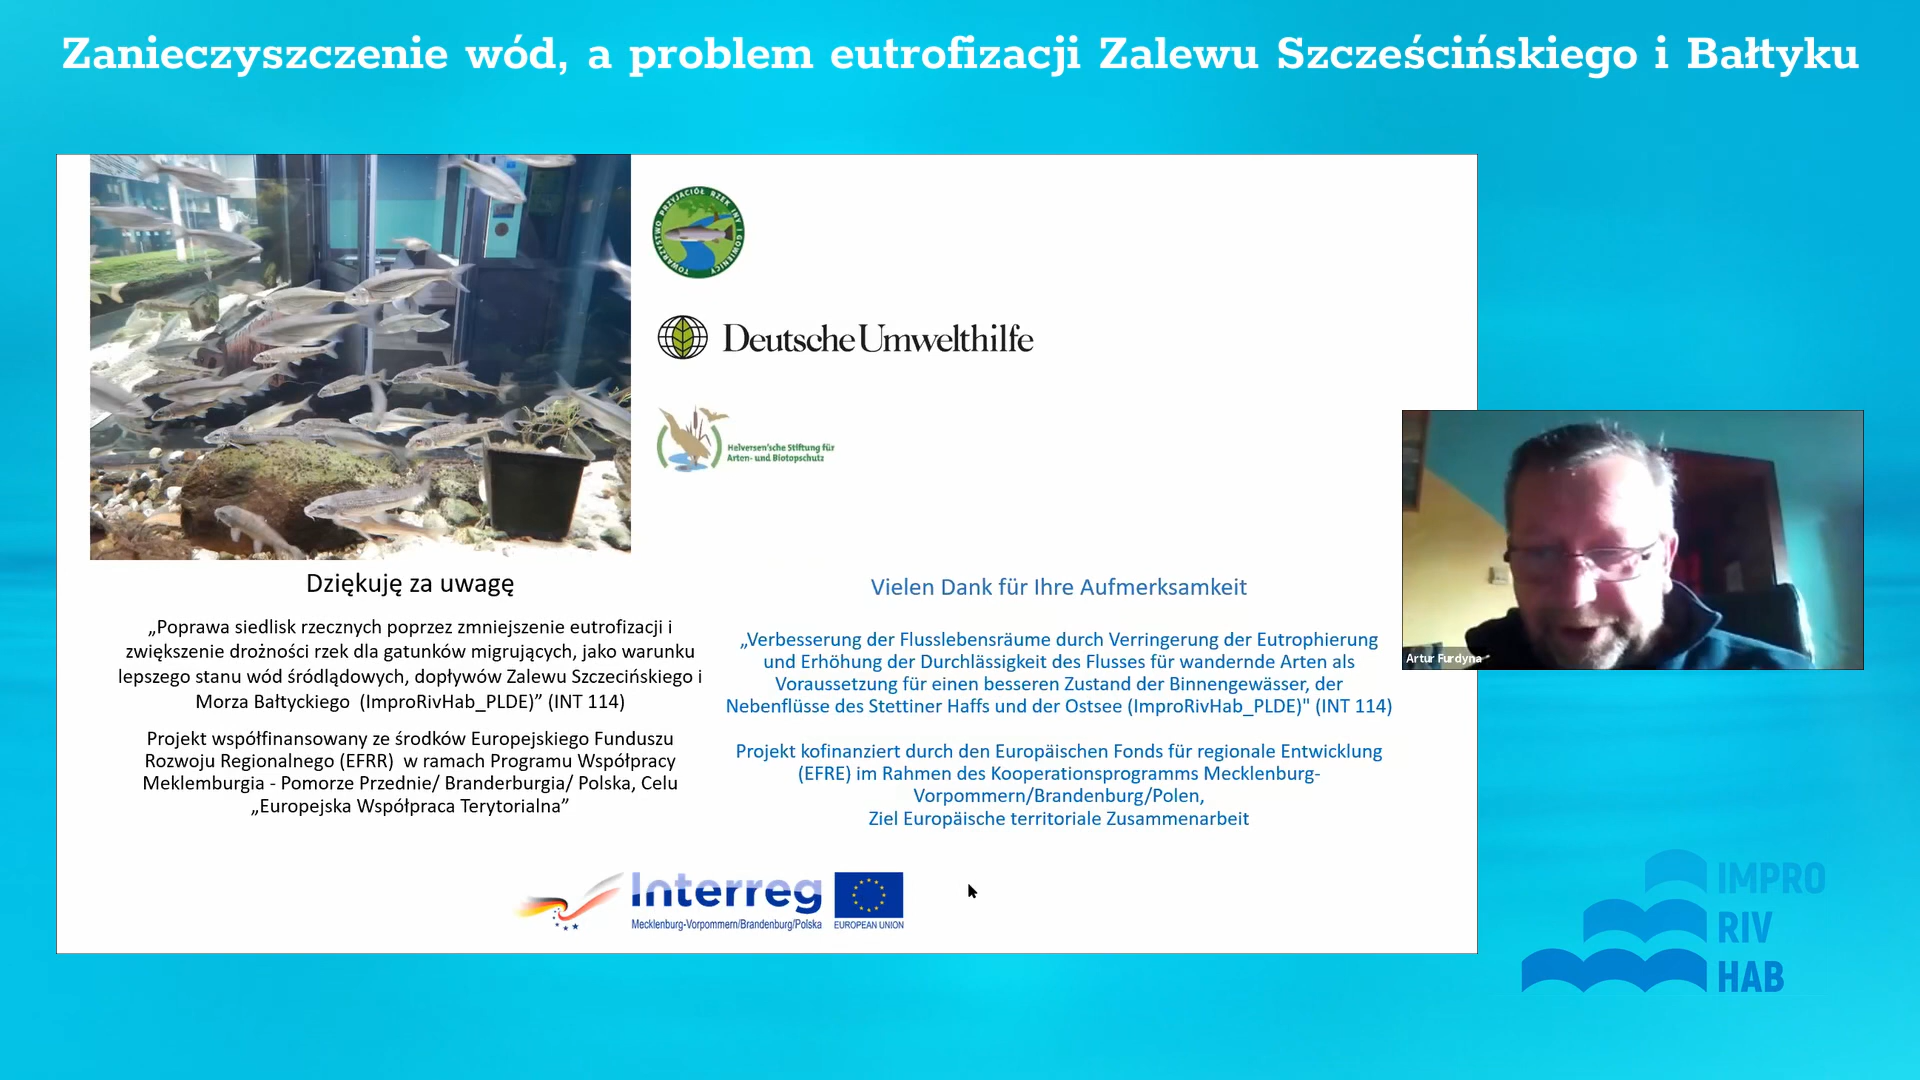 Zanieczyszczenie wód, a problem eutrofizacji Zalewu Szcześcińskiego i Bałtyku
TOWARZYSTWO PRZYJACIÓŁ RZEK INY I GOWIENICY
Deutsche Umwelthilfe
Helversen'sche Stiftung für
Arten- und Biotopschutz
Dziękuję za uwagę
„Poprawa siedlisk rzecznych poprzez zmniejszenie eutrofizacji i
zwiększenie drożności rzek dla gatunków migrujących, jako warunku
lepszego stanu wód śródlądowych, dopływów Zalewu Szczecińskiego i
Morza Bałtyckiego (ImproRivHab_PLDE)” (INT 114)
Projekt współfinansowany ze środków Europejskiego Funduszu
Rozwoju Regionalnego (EFRR) w ramach Programu Współpracy
Meklemburgia - Pomorze Przednie/ Branderburgia/ Polska, Celu
„Europejska Współpraca Terytorialna”
Vielen Dank für Ihre Aufmerksamkeit
„Verbesserung der Flusslebensräume durch Verringerung der Eutrophierung
und Erhöhung der Durchlässigkeit des Flusses für wandernde Arten als
Voraussetzung für einen besseren Zustand der Binnengewässer, der
Nebenflüsse des Stettiner Haffs und der Ostsee (ImproRivHab_PLDE)" (INT 114)
Projekt kofinanziert durch den Europäischen Fonds für regionale Entwicklung
(EFRE) im Rahmen des Kooperationsprogramms Mecklenburg-
Vorpommern/Brandenburg/Polen,
Ziel Europäische territoriale Zusammenarbeit
Interreg
Mecklenburg-Vorpommern/Brandenburg/Polska
EUROPEAN UNION
Artur Furdyna
IMPRO
RIV
HAB